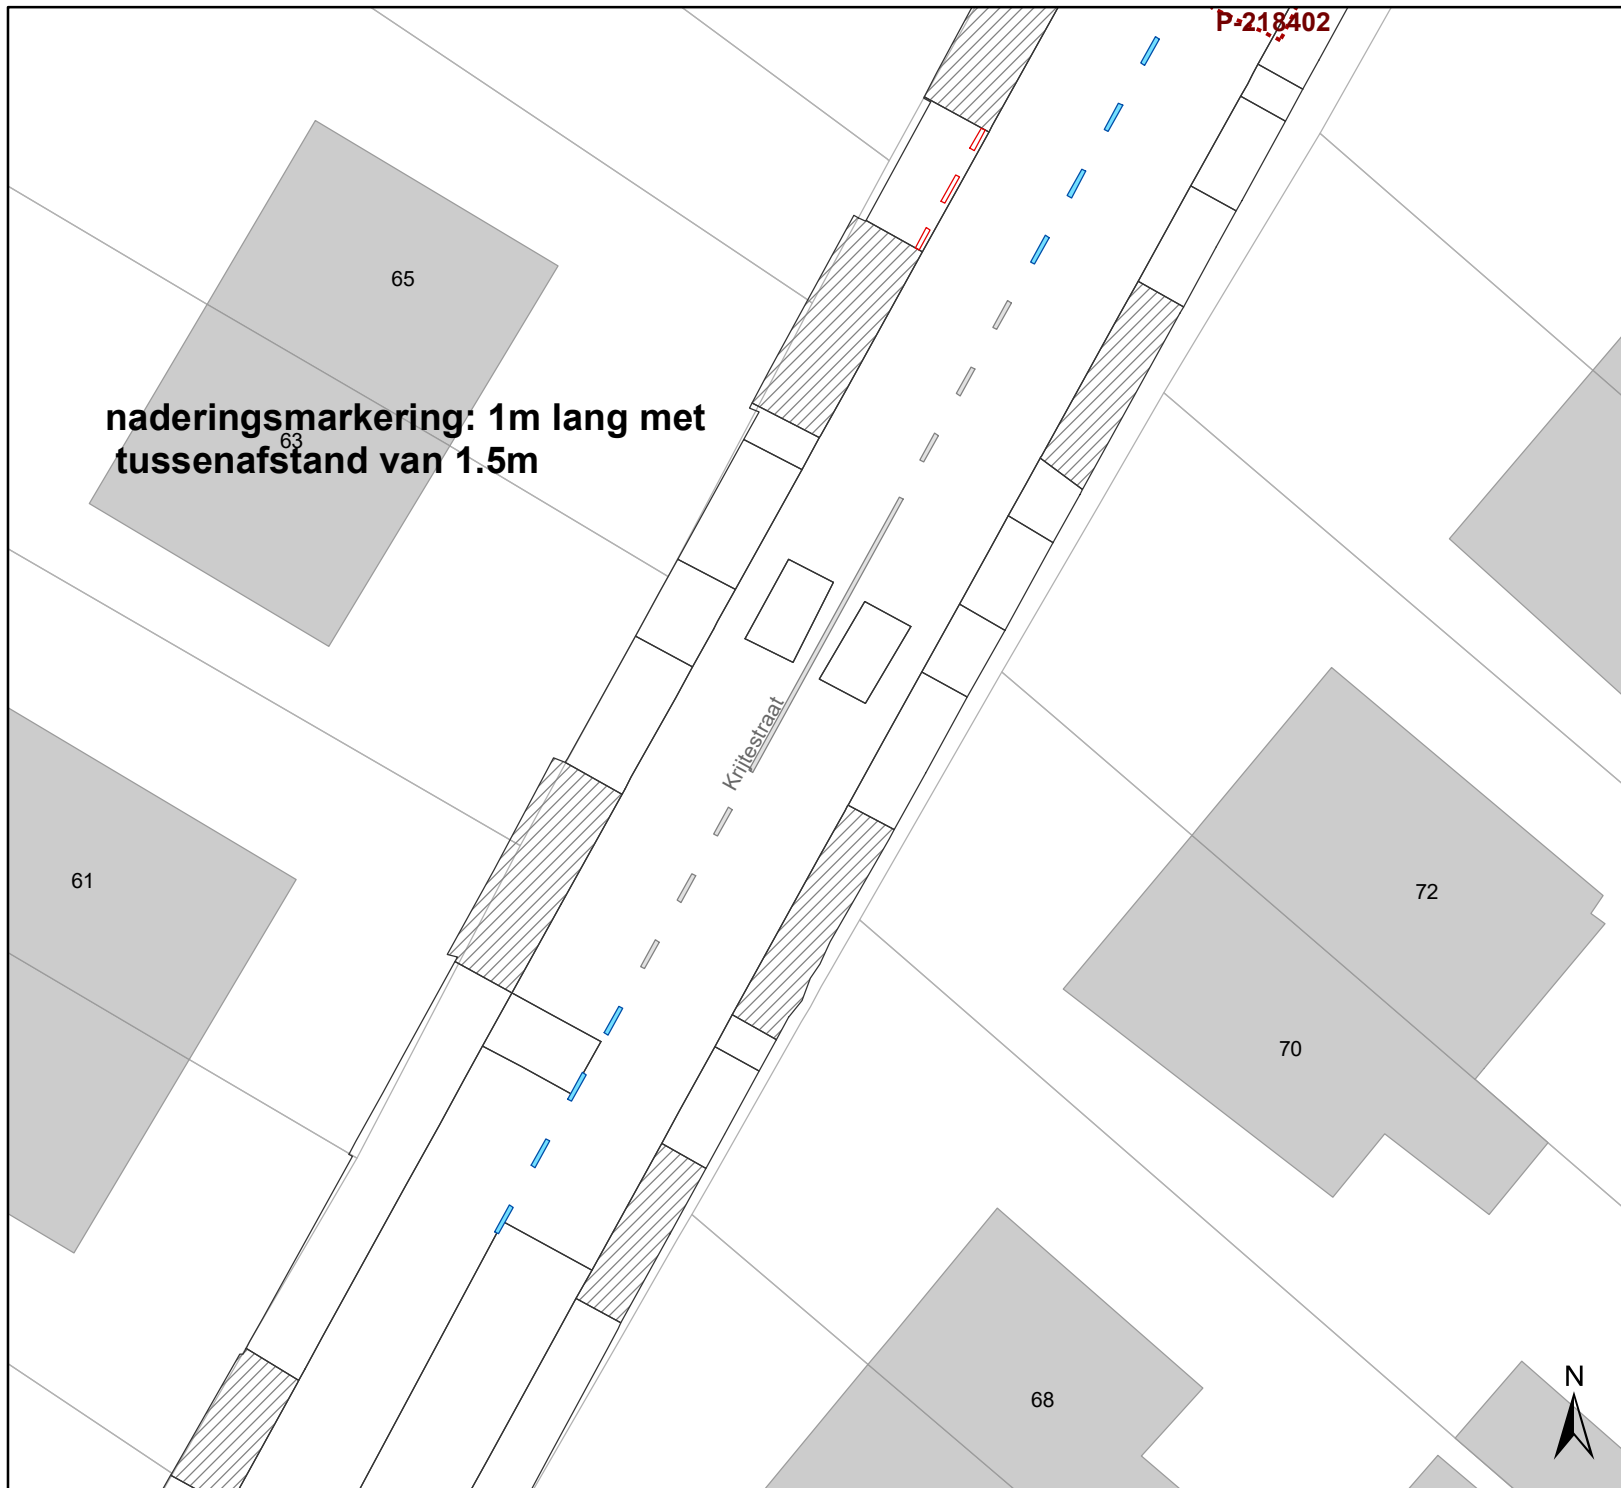 P-218402
65
naderingsmarkering: 1m lang met
63
tussenafstand van 1.5m
Krijtestraat
61
72
70
N
68